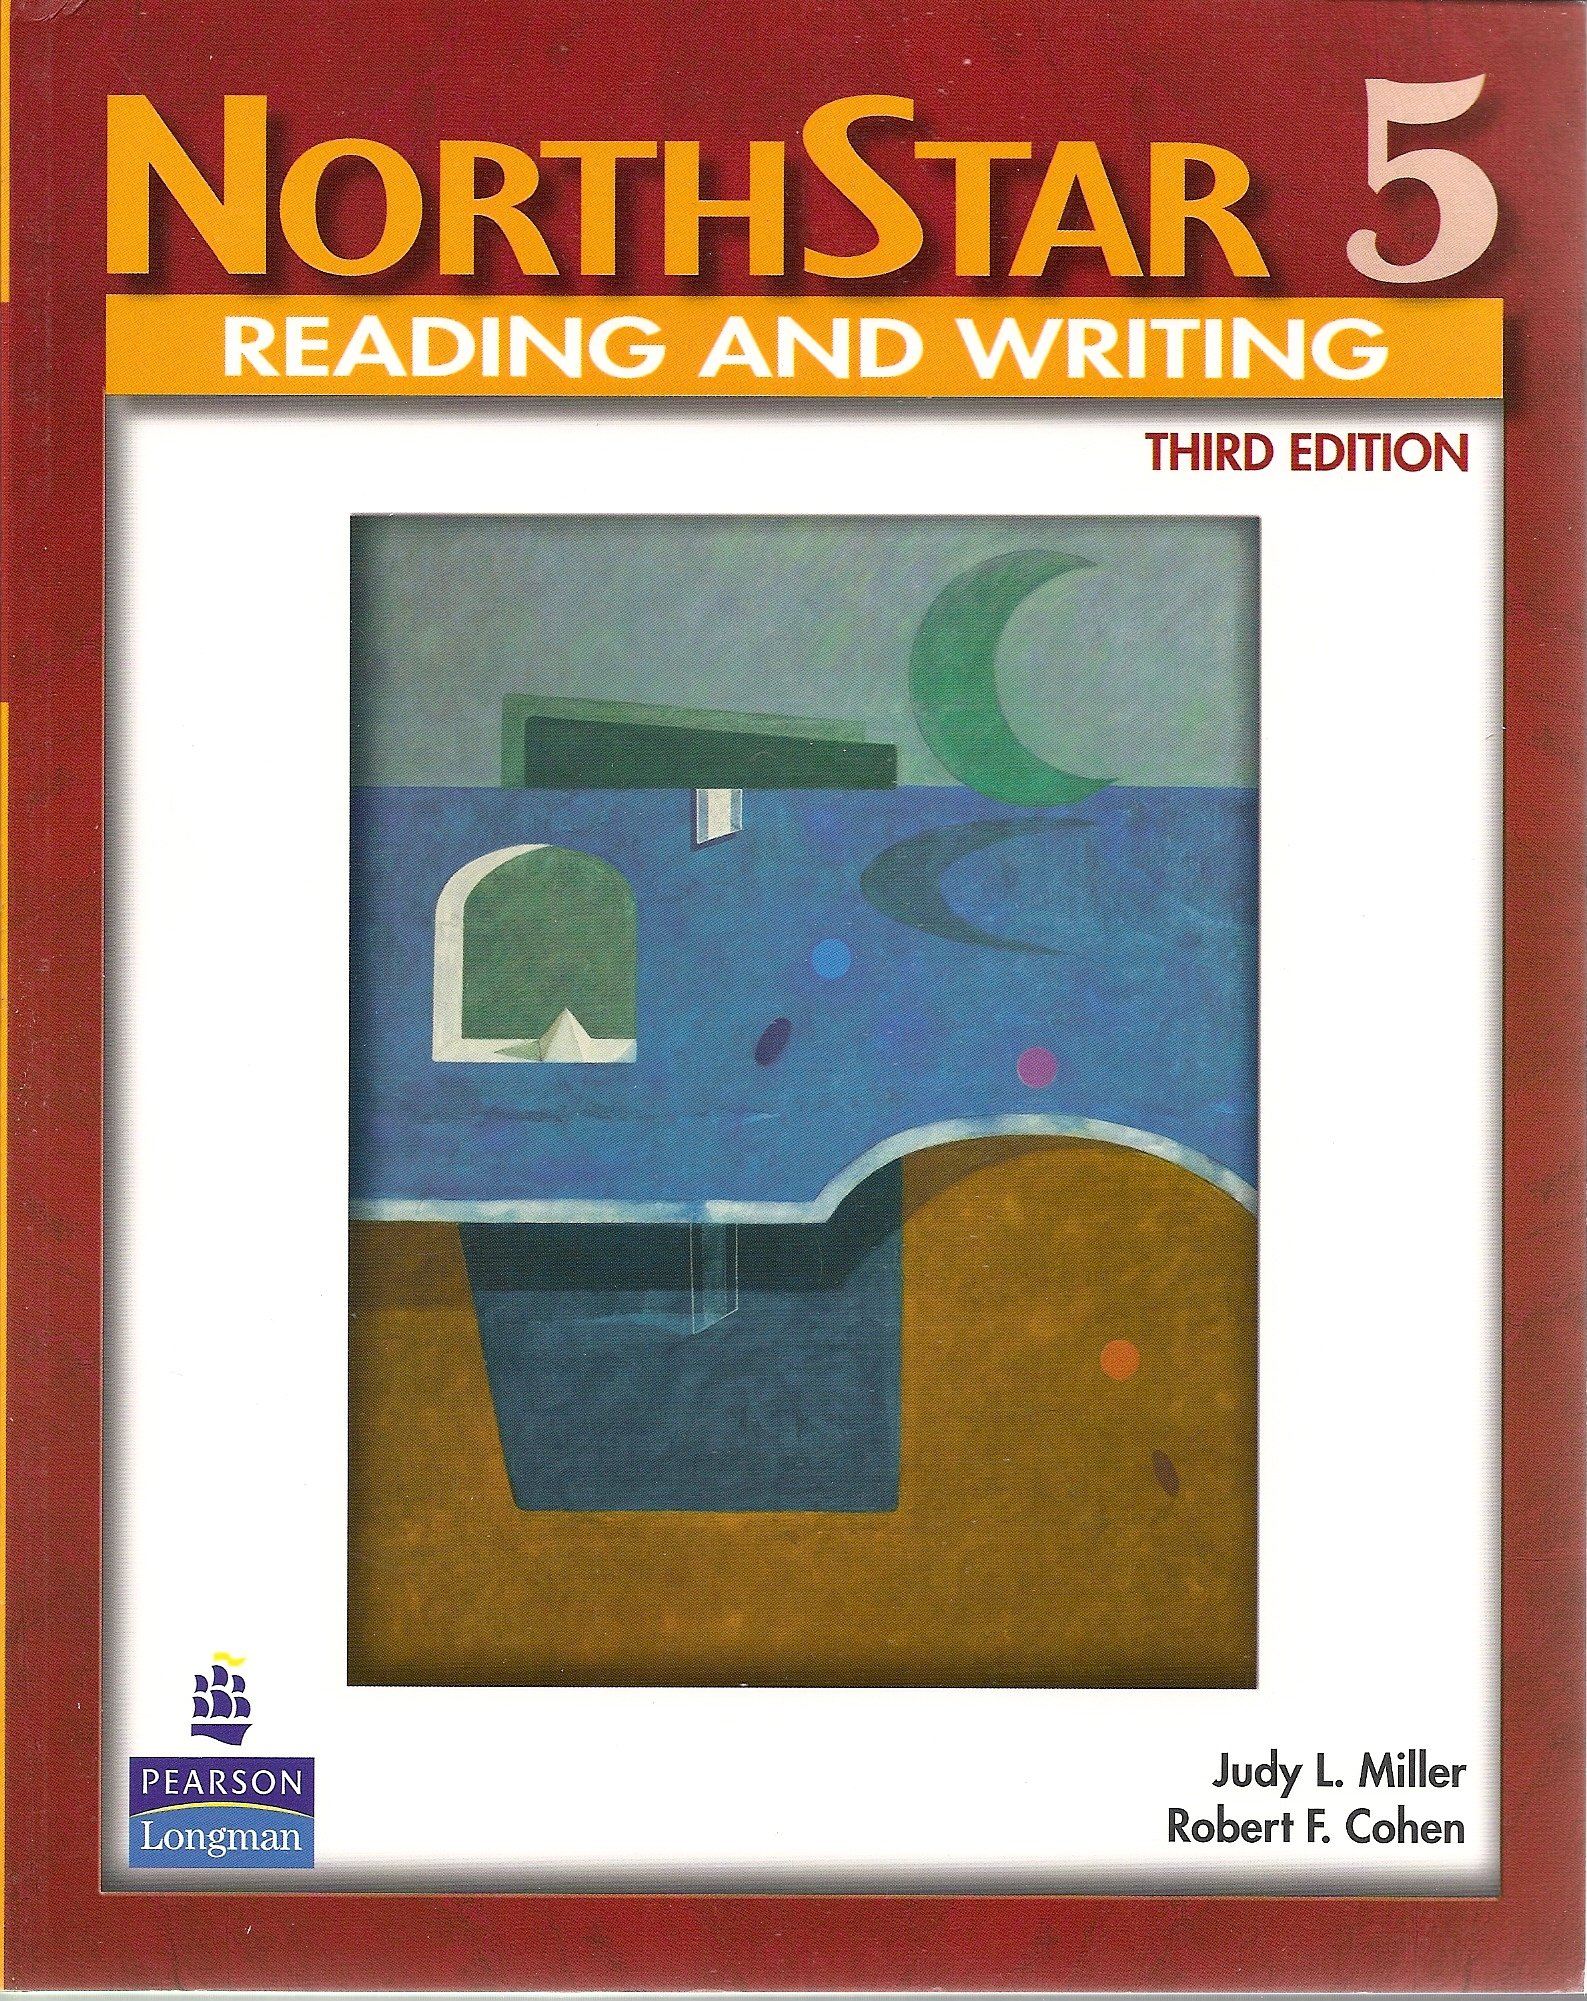 NORTHSTAR 5
READING AND WRITING
THIRD EDITION
Judy L. Miller
Robert F. Cohen
PEARSON
Longman